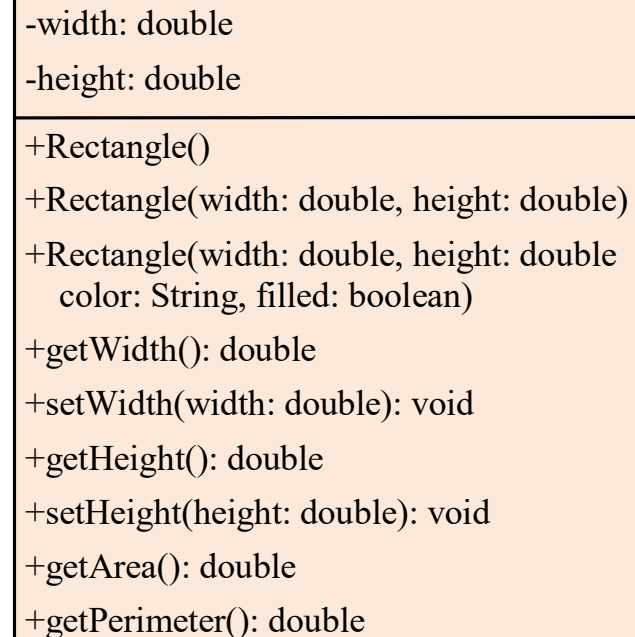 -width: double
-height: double
+Rectangle()
+Rectangle(width: double, height: double)
+Rectangle(width: double, height: double
color: String, filled: boolean)
+getWidth(): double
+setWidth(width: double): void
+getHeight(): double
+setHeight(height: double): void
+getArea(): double
+getPerimeter(): double